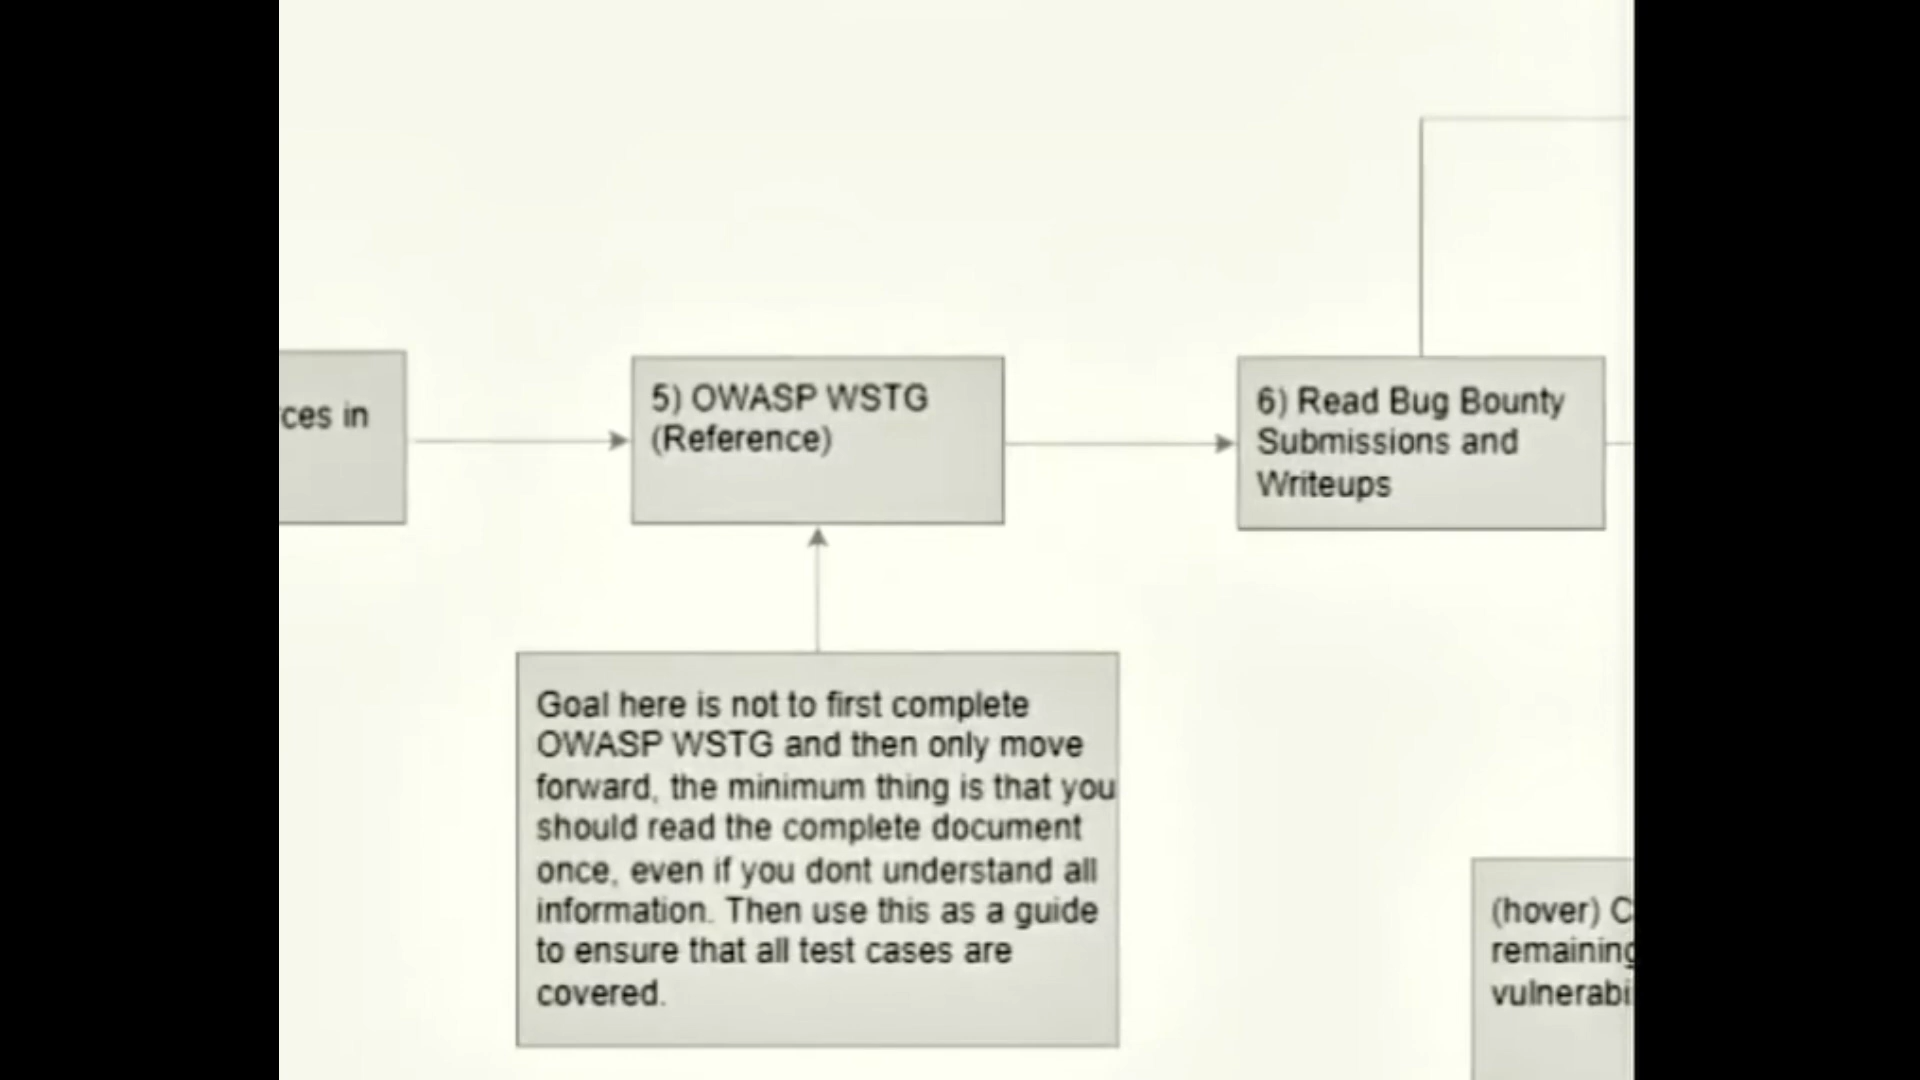 ces in
5) OWASP WSTG
(Reference)
6) Read Bug Bounty
Submissions and
Writeups
Goal here is not to first complete
OWASP WSTG and then only move
forward, the minimum thing is that you
should read the complete document
once, even if you dont understand all
information. Then use this as a guide
to ensure that all test cases are
covered.
(hover) C
remaining
vulnerabi